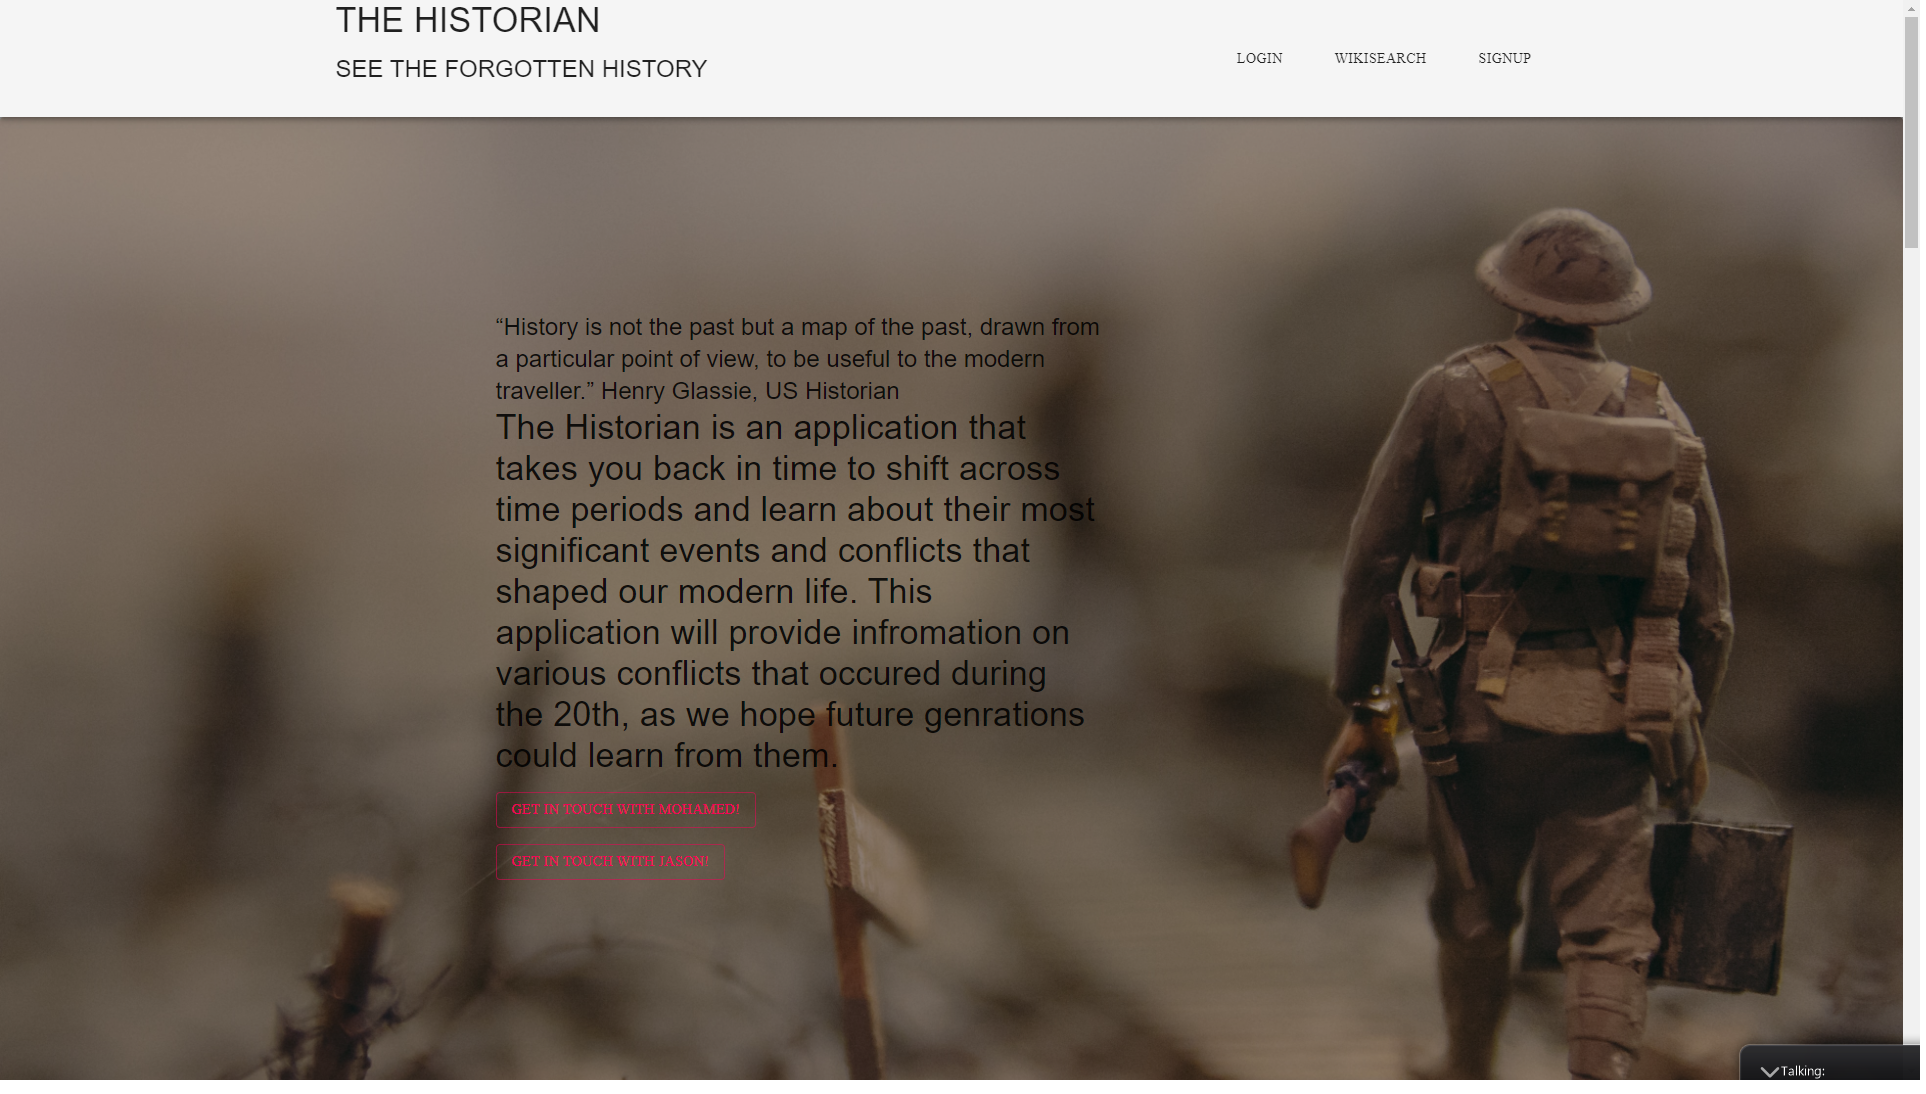 THE HISTORIAN
SEE THE FORGOTTEN HISTORY
LOGIN WIKISEARCH SIGNUP
“History is not the past but a map of the past, drawn from
a particular point of view, to be useful to the modern
traveller.” Henry Glassie, US Historian
The Historian is an application that
takes you back in time to shift across
time periods and learn about their most
significant events and conflicts that
shaped our modern life. This
application will provide infromation on
various conflicts that occured during
the 20th, as we hope future genrations
could learn from them.
GET IN TOUCH WITH MOHAMED!
GET IN TOUCH WITH JASON!
Talking: